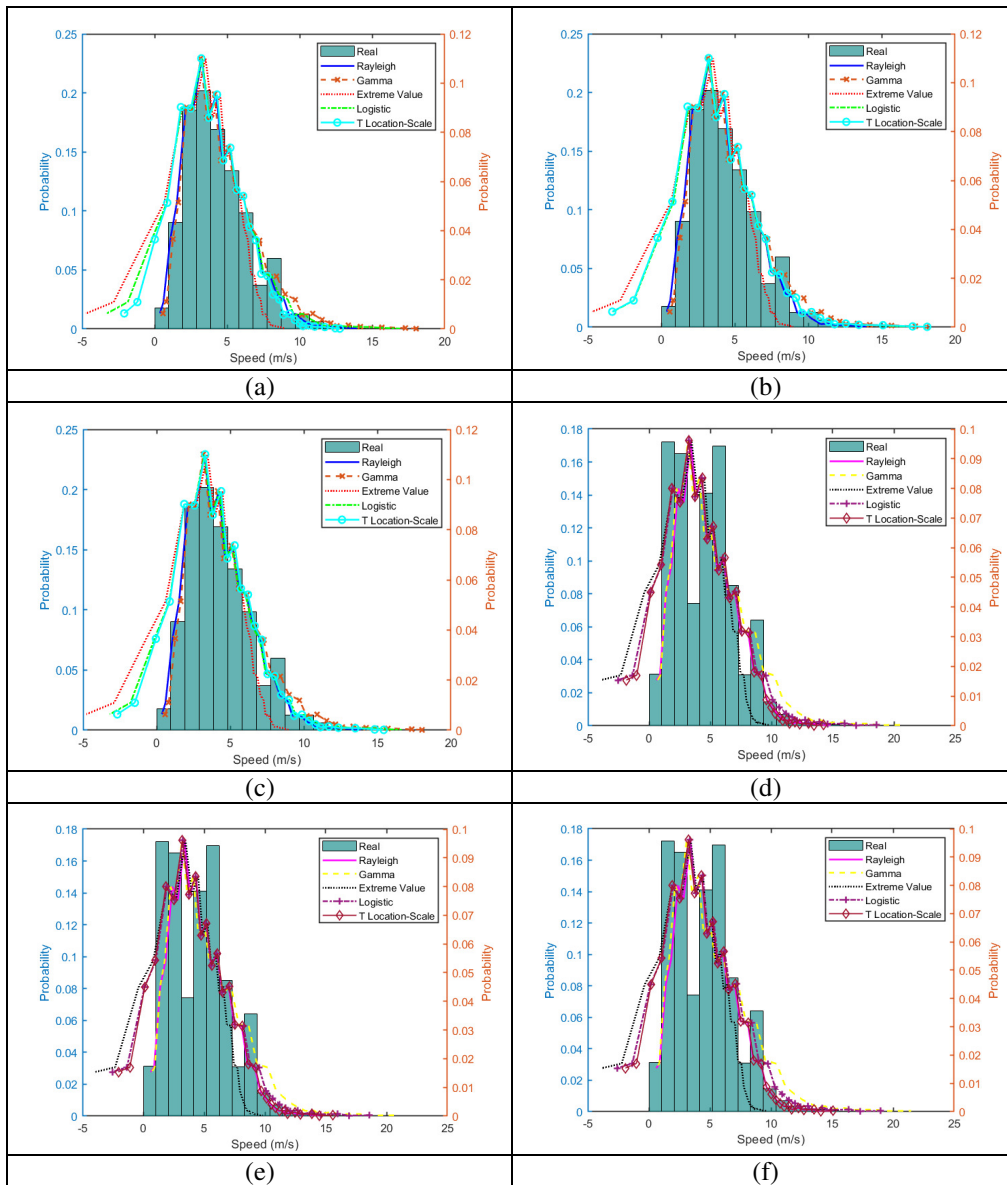 0.25
0.2
0.15
0.1
0.05
0
Probability
Real
Rayleigh
Gamma
Extreme Value
Logistic
T Location-Scale
0.12
0.1
0.08
0.06
0.04
0.02
0
Probability
-5 0 5 10 15 20
Speed (m/s)
(a)
0.25
0.2
0.15
0.1
0.05
0
Probability
Real
Rayleigh
Gamma
Extreme Value
Logistic
T Location-Scale
0.12
0.1
0.08
0.06
0.04
0.02
0
Probability
-5 0 5 10 15 20
Speed (m/s)
(b)
0.25
0.2
0.15
0.1
0.05
0
Probability
Real
Rayleigh
Gamma
Extreme Value
Logistic
T Location-Scale
0.12
0.1
0.08
0.06
0.04
0.02
0
Probability
-5 0 5 10 15 20
Speed (m/s)
(c)
0.18
0.16
0.14
0.12
0.1
0.08
0.06
0.04
0.02
0
Probability
Real
Rayleigh
Gamma
Extreme Value
Logistic
T Location-Scale
0.1
0.09
0.08
0.07
0.06
0.05
0.04
0.03
0.02
0.01
0
Probability
-5 0 5 10 15 20 25
Speed (m/s)
(d)
0.18
0.16
0.14
0.12
0.1
0.08
0.06
0.04
0.02
0
Probability
Real
Rayleigh
Gamma
Extreme Value
Logistic
T Location-Scale
0.1
0.09
0.08
0.07
0.06
0.05
0.04
0.03
0.02
0.01
0
Probability
-5 0 5 10 15 20 25
Speed (m/s)
(e)
0.18
0.16
0.14
0.12
0.1
0.08
0.06
0.04
0.02
0
Probability
Real
Rayleigh
Gamma
Extreme Value
Logistic
T Location-Scale
0.1
0.09
0.08
0.07
0.06
0.05
0.04
0.03
0.02
0.01
0
Probability
-5 0 5 10 15 20 25
Speed (m/s)
(f)